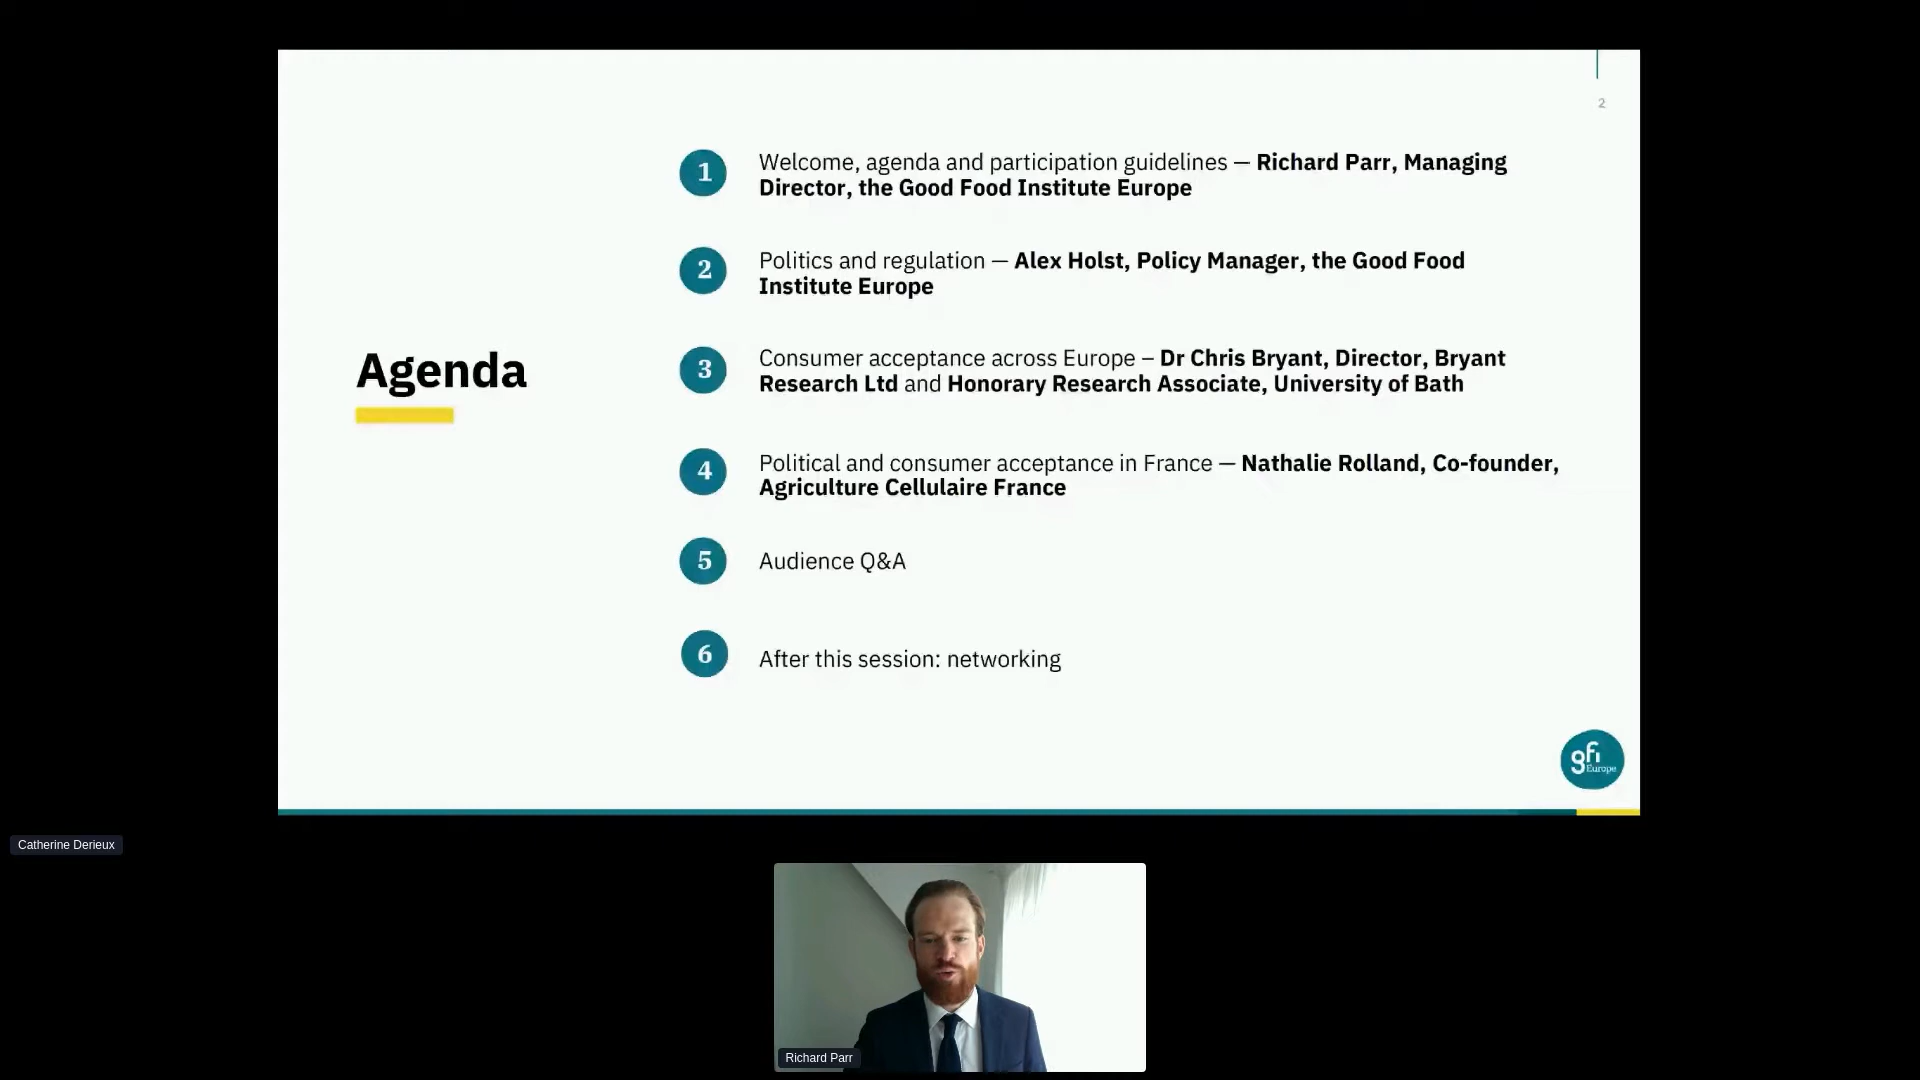 2
Agenda
1
Welcome, agenda and participation guidelines — Richard Parr, Managing
Director, the Good Food Institute Europe
2
Politics and regulation — Alex Holst, Policy Manager, the Good Food
Institute Europe
3
Consumer acceptance across Europe – Dr Chris Bryant, Director, Bryant
Research Ltd and Honorary Research Associate, University of Bath
4
Political and consumer acceptance in France — Nathalie Rolland, Co-founder,
Agriculture Cellulaire France
5
Audience Q&A
6
After this session: networking
gfi
Europe
Catherine Derieux
Richard Parr